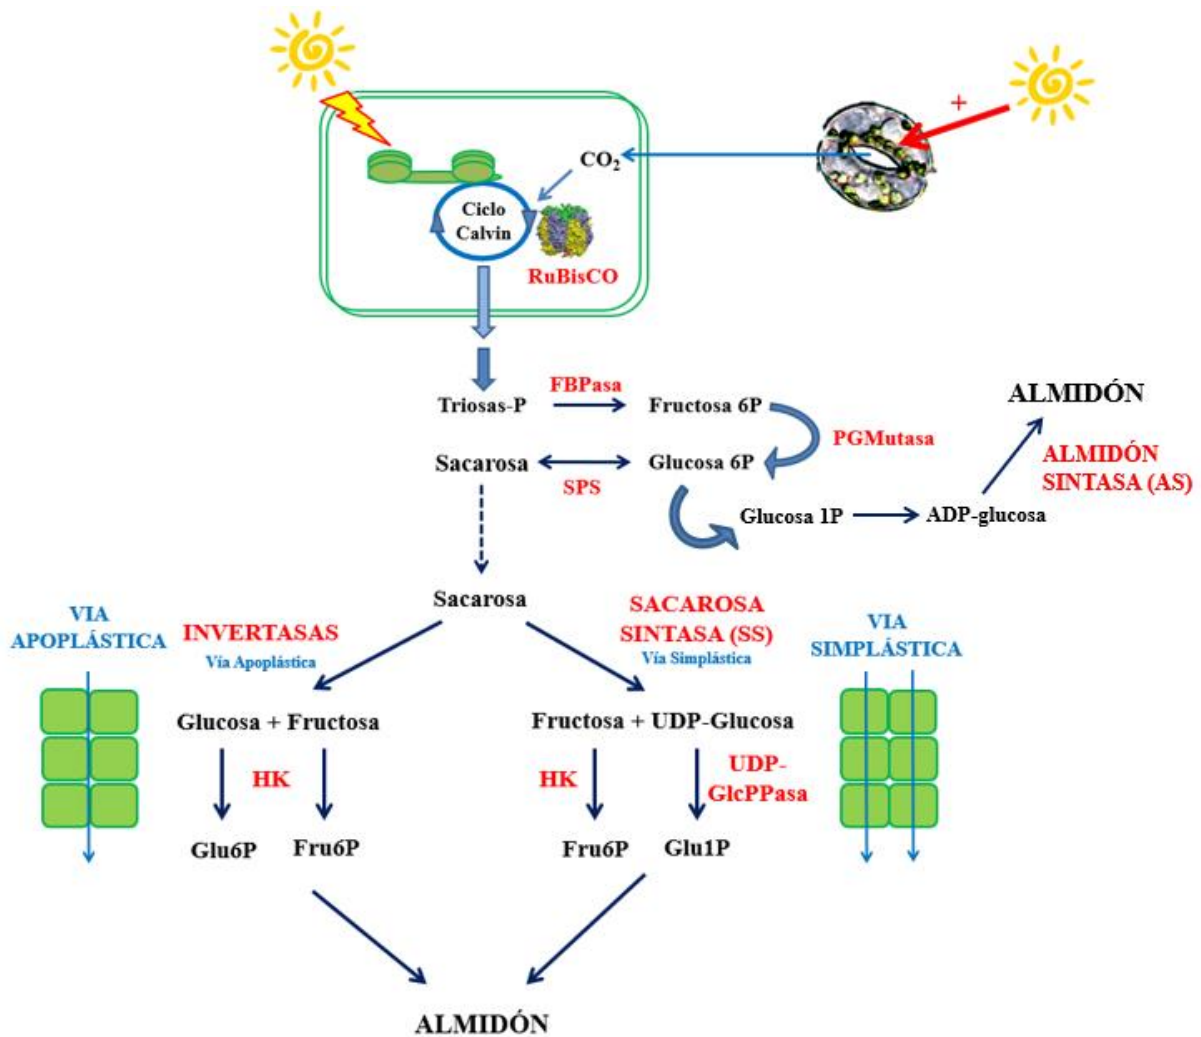 +
CO₂
Ciclo
Calvin
RuBisCO
Triosas-P
FBPasa
Fructosa 6P
PGMutasa
Sacarosa
SPS
Glucosa 6P
Glucosa 1P
ADP-glucosa
ALMIDÓN
ALMIDÓN
SINTASA (AS)
Sacarosa
VIA
APOPLÁSTICA
INVERTASAS
Vía Apoplástica
SACAROSA
SINTASA (SS)
Vía Simplástica
VIA
SIMPLÁSTICA
Glucosa + Fructosa
Fructosa + UDP-Glucosa
HK
HK
UDP-
GlcPPasa
Glu6P
Fru6P
Fru6P
Glu1P
ALMIDÓN